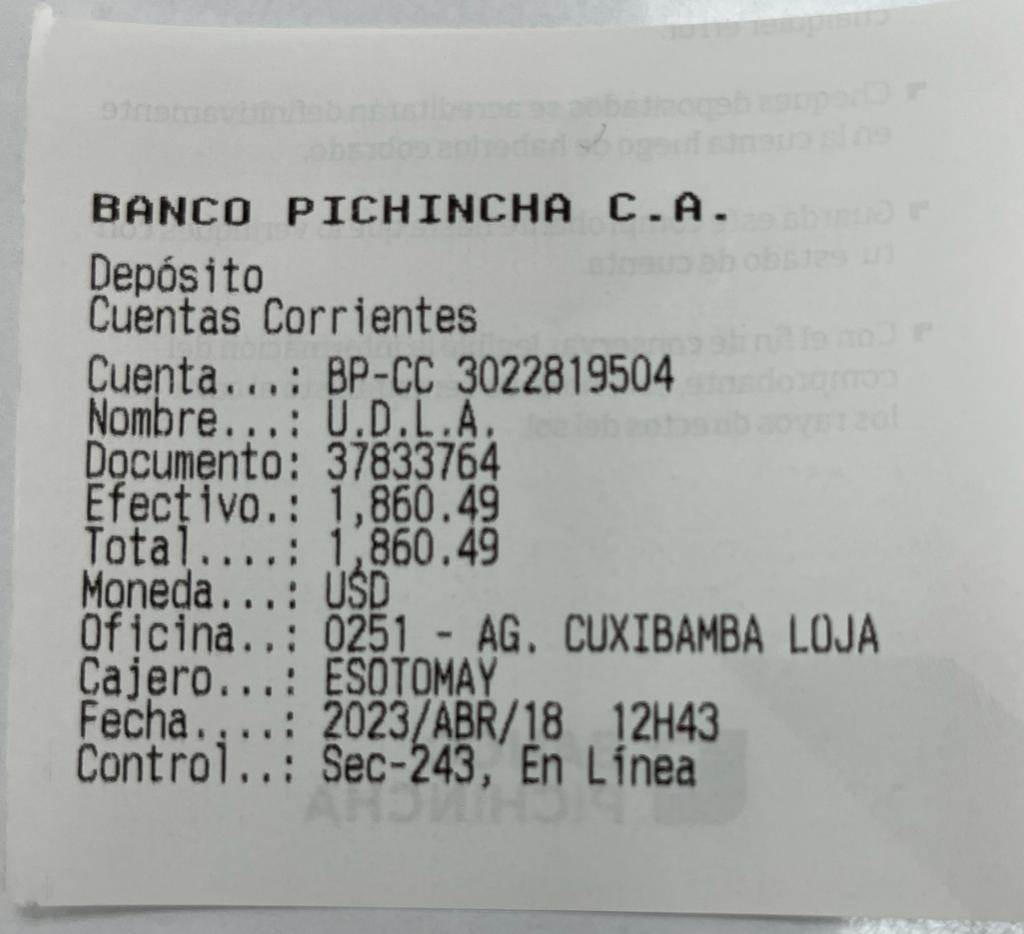 BANCO PICHINCHA C.A.
Depósito
Cuentas Corrientes
Cuenta...: BP-CC 3022819504
Nombre...: U.D.L.A.
Documento: 37833764
Efectivo.: 1,860.49
Total....: 1,860.49
Moneda...: USD
Oficina..: 0251 - AG. CUXIBAMBA LOJA
Cajero...: ESOTOMAY
Fecha....: 2023/ABR/18 12H43
Control..: Sec-243, En Línea